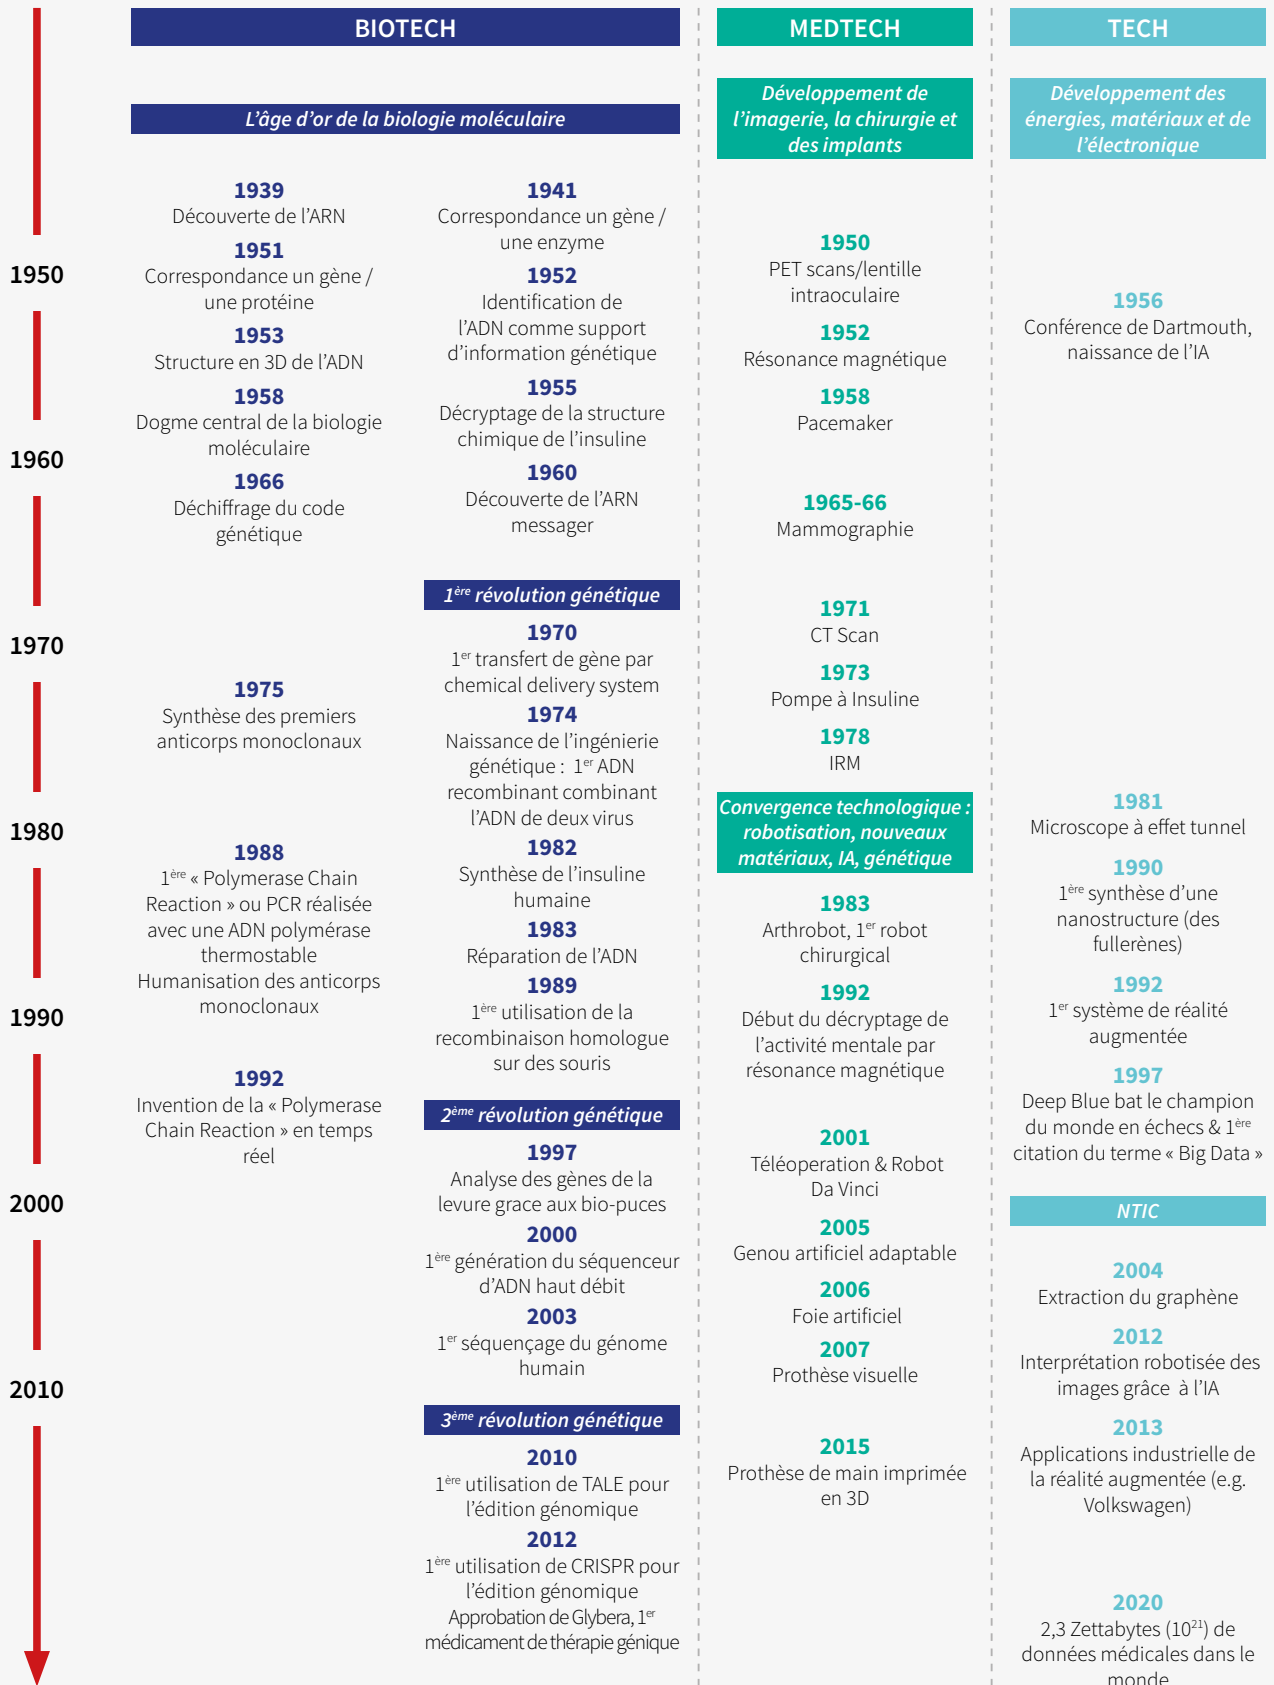 BIOTECH
MEDTECH
TECH
L'âge d'or de la biologie moléculaire
Développement de
l'imagerie, la chirurgie et
des implants
Développement des
énergies, matériaux et de
l'électronique
1950
1960
1970
1980
1990
2000
2010
1939
Découverte de l'ARN
1951
Correspondance un gène /
une protéine
1953
Structure en 3D de l'ADN
1958
Dogme central de la biologie
moléculaire
1966
Déchiffrage du code
génétique
1975
Synthèse des premiers
anticorps monoclonaux
1988
1ère « Polymerase Chain
Reaction » ou PCR réalisée
avec une ADN polymérase
thermostable
Humanisation des anticorps
monoclonaux
1992
Invention de la « Polymerase
Chain Reaction » en temps
réel
1941
Correspondance un gène /
une enzyme
1952
Identification de
l'ADN comme support
d'information génétique
1955
Décryptage de la structure
chimique de l'insuline
1960
Découverte de l'ARN
messager
1ère révolution génétique
1970
1er transfert de gène par
chemical delivery system
1974
Naissance de l'ingénierie
génétique : 1er ADN
recombinant combinant
l'ADN de deux virus
1982
Synthèse de l'insuline
humaine
1983
Réparation de l'ADN
1989
1ère utilisation de la
recombinaison homologue
sur des souris
2ème révolution génétique
1997
Analyse des gènes de la
levure grace aux bio-puces
2000
1ère génération du séquenceur
d'ADN haut débit
2003
1er séquençage du génome
humain
3ème révolution génétique
2010
1ère utilisation de TALE pour
l'édition génomique
2012
1ère utilisation de CRISPR pour
l'édition génomique
Approbation de Glybera, 1er
médicament de thérapie génique
1950
PET scans/lentille
intraoculaire
1952
Résonance magnétique
1958
Pacemaker
1965-66
Mammographie
1971
CT Scan
1973
Pompe à Insuline
1978
IRM
Convergence technologique :
robotisation, nouveaux
matériaux, IA, génétique
1983
Arthrobot, 1er robot
chirurgical
1992
Début du décryptage de
l'activité mentale par
résonance magnétique
2001
Téléoperation & Robot
Da Vinci
2005
Genou artificiel adaptable
2006
Foie artificiel
2007
Prothèse visuelle
2015
Prothèse de main imprimée
en 3D
1956
Conférence de Dartmouth,
naissance de l'IA
1981
Microscope à effet tunnel
1990
1ère synthèse d'une
nanostructure (des
fullerènes)
1992
1er système de réalité
augmentée
1997
Deep Blue bat le champion
du monde en échecs & 1ère
citation du terme « Big Data »
NTIC
2004
Extraction du graphène
2012
Interprétation robotisée des
images grâce à l'IA
2013
Applications industrielle de
la réalité augmentée (e.g.
Volkswagen)
2020
2,3 Zettabytes (10²¹) de
données médicales dans le
monde